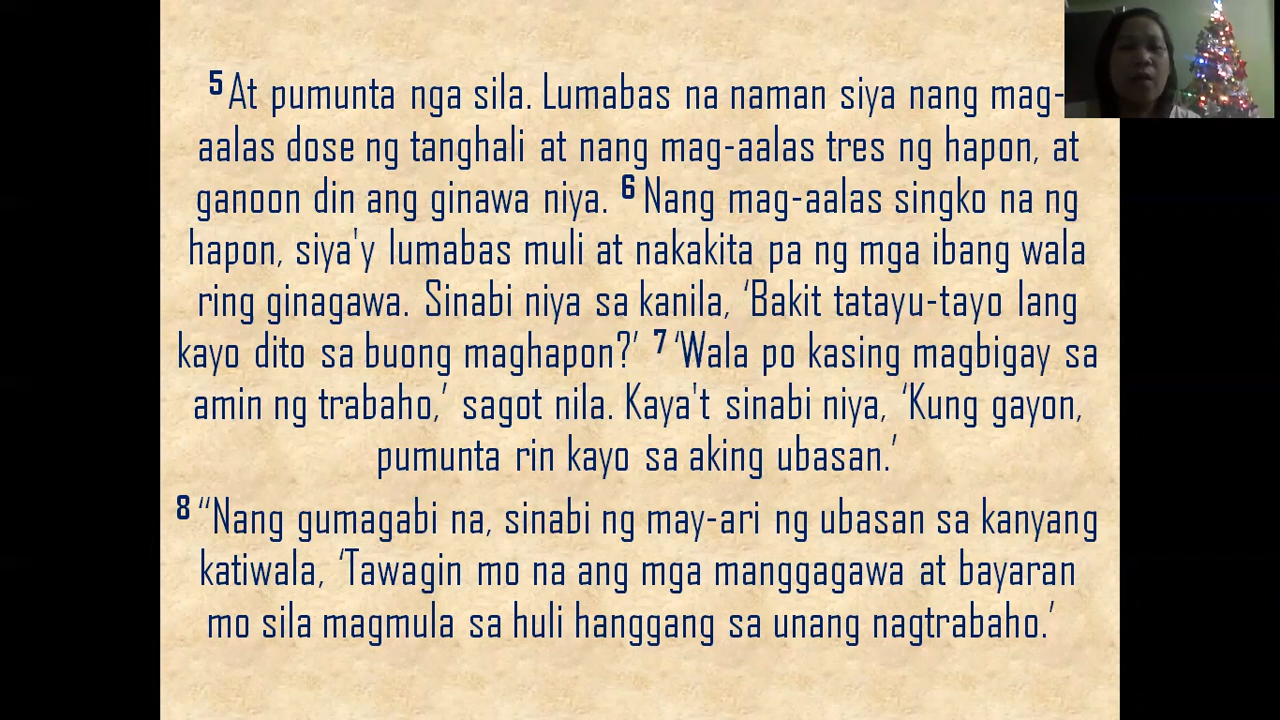 5 At pumunta nga sila. Lumabas na naman siya nang mag-
aalas dose ng tanghali at nang mag-aalas tres ng hapon, at
ganoon din ang ginawa niya. 6 Nang mag-aalas singko na ng
hapon, siya'y lumabas muli at nakakita pa ng mga ibang wala
ring ginagawa. Sinabi niya sa kanila, ‘Bakit tatayu-tayo lang
kayo dito sa buong maghapon?’ 7 ‘Wala po kasing magbigay sa
amin ng trabaho,’ sagot nila. Kaya't sinabi niya, ‘Kung gayon,
pumunta rin kayo sa aking ubasan.’
8 “Nang gumagabi na, sinabi ng may-ari ng ubasan sa kanyang
katiwala, ‘Tawagin mo na ang mga manggagawa at bayaran
mo sila magmula sa huli hanggang sa unang nagtrabaho.’